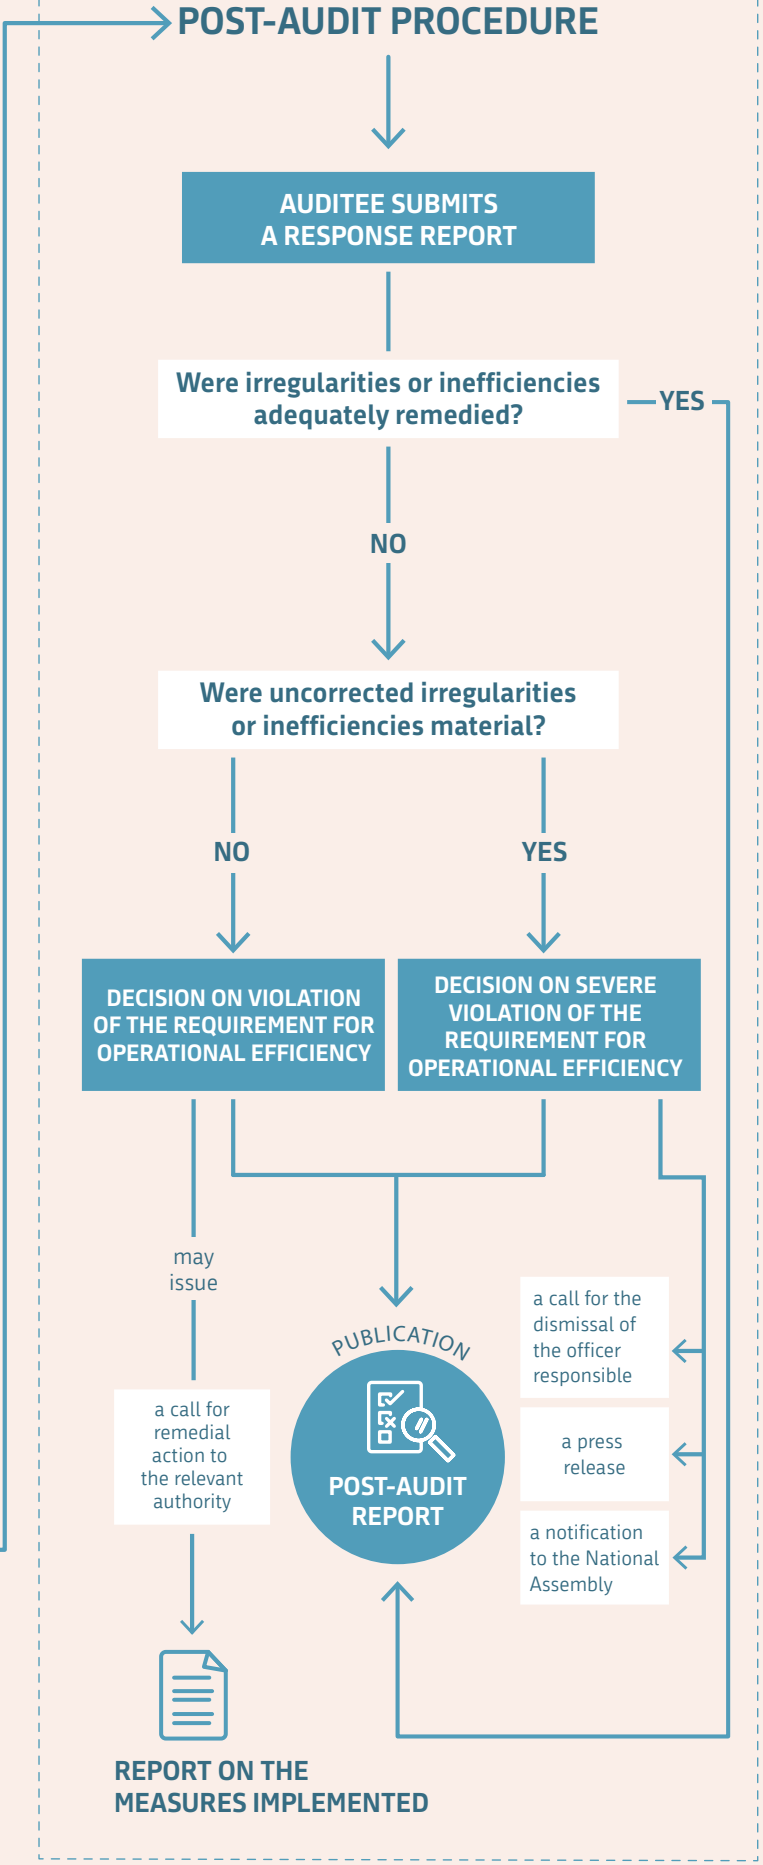 POST-AUDIT PROCEDURE
AUDITEE SUBMITS
A RESPONSE REPORT
Were irregularities or inefficiencies
adequately remedied?
YES
NO
Were uncorrected irregularities
or inefficiencies material?
NO
YES
DECISION ON VIOLATION
OF THE REQUIREMENT FOR
OPERATIONAL EFFICIENCY
DECISION ON SEVERE
VIOLATION OF THE
REQUIREMENT FOR
OPERATIONAL EFFICIENCY
may
issue
a call for
remedial
action to
the relevant
authority
PUBLICATION
POST-AUDIT
REPORT
a call for the
dismissal of
the officer
responsible
a press
release
a notification
to the National
Assembly
REPORT ON THE
MEASURES IMPLEMENTED